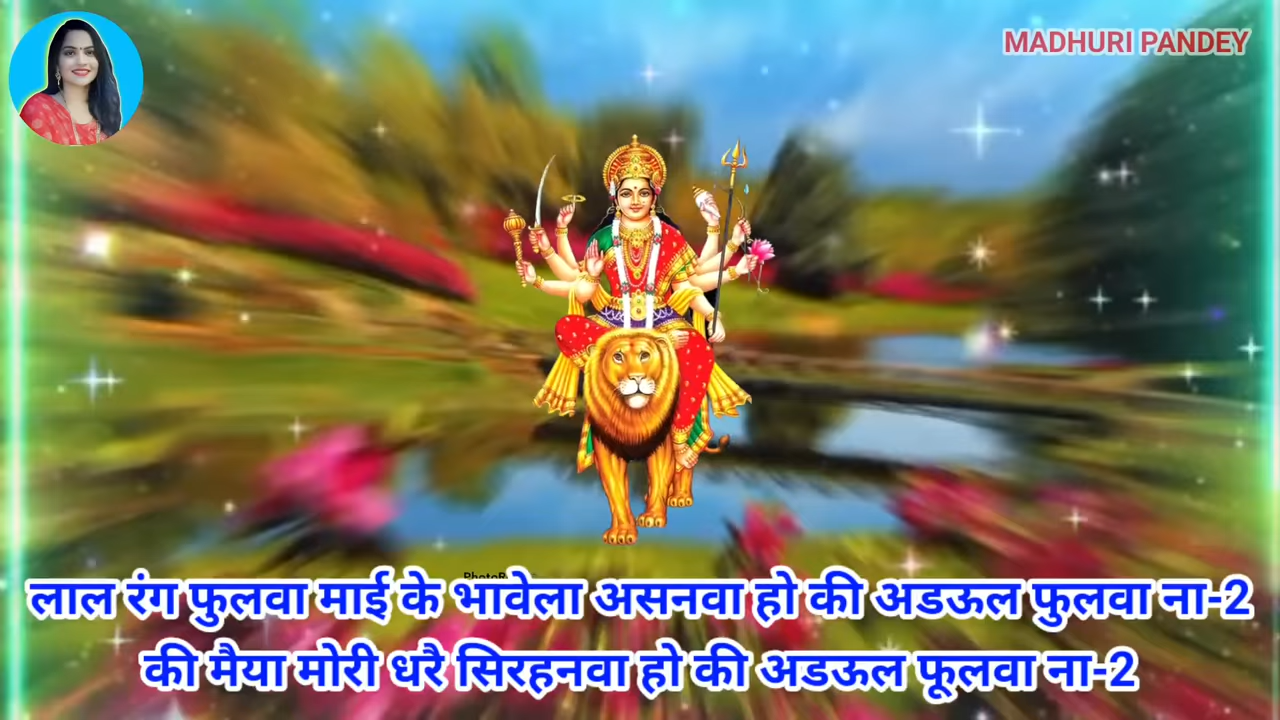 MADHURI PANDEY
लाल रंग फुलवा माई के भावेला असनवा हो की अडऊल फुलवा ना-2
की मैया मोरी धरै सिरहनवा हो की अडऊल फूलवा ना-2